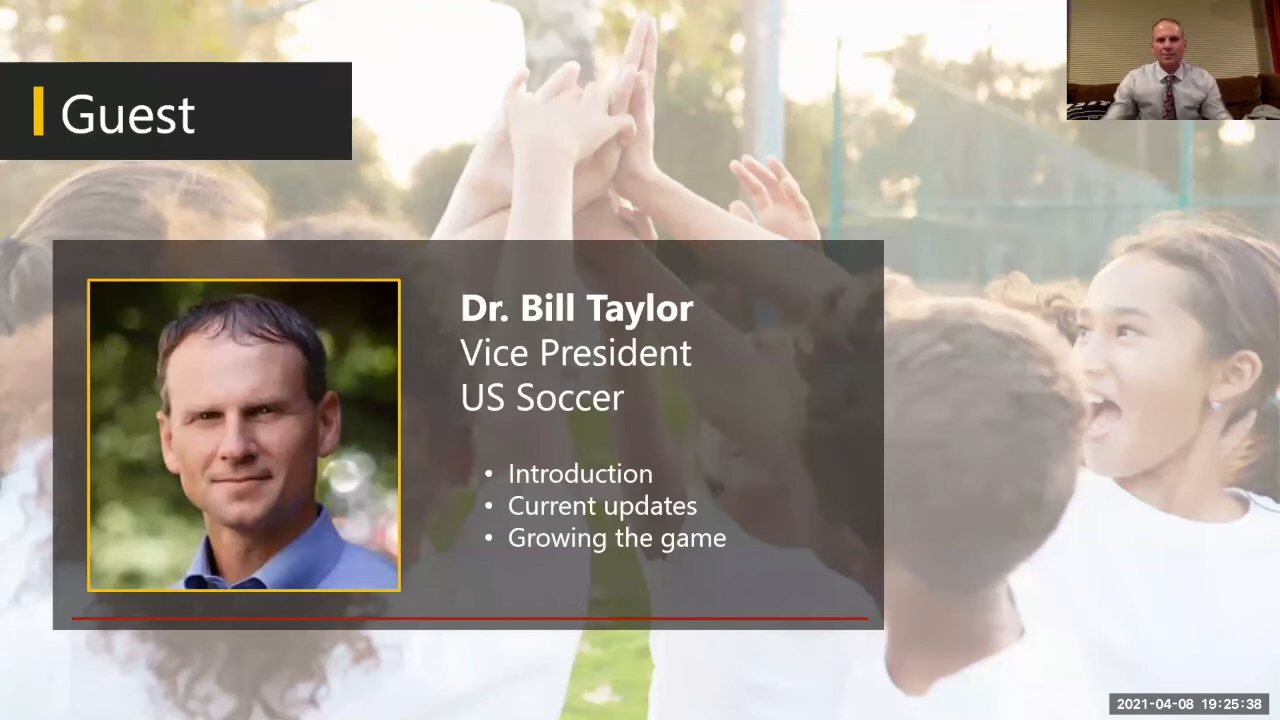 Guest
Dr. Bill Taylor
Vice President
US Soccer
• Introduction
• Current updates
• Growing the game
2021-04-08 19:25:38